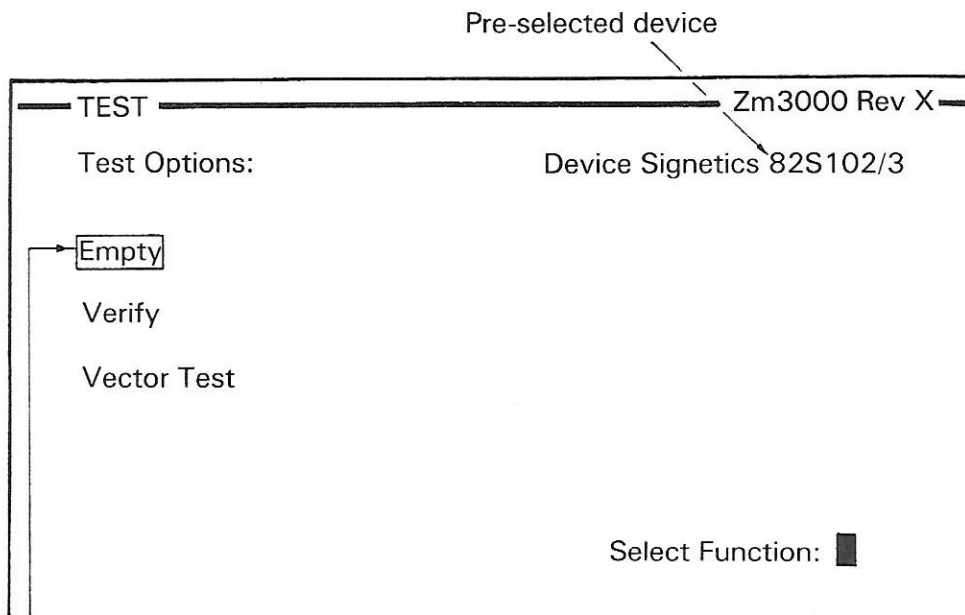 Pre-selected device
TEST Zm3000 Rev X
Test Options: Device Signetics 82S102/3
Empty
Verify
Vector Test
Select Function: